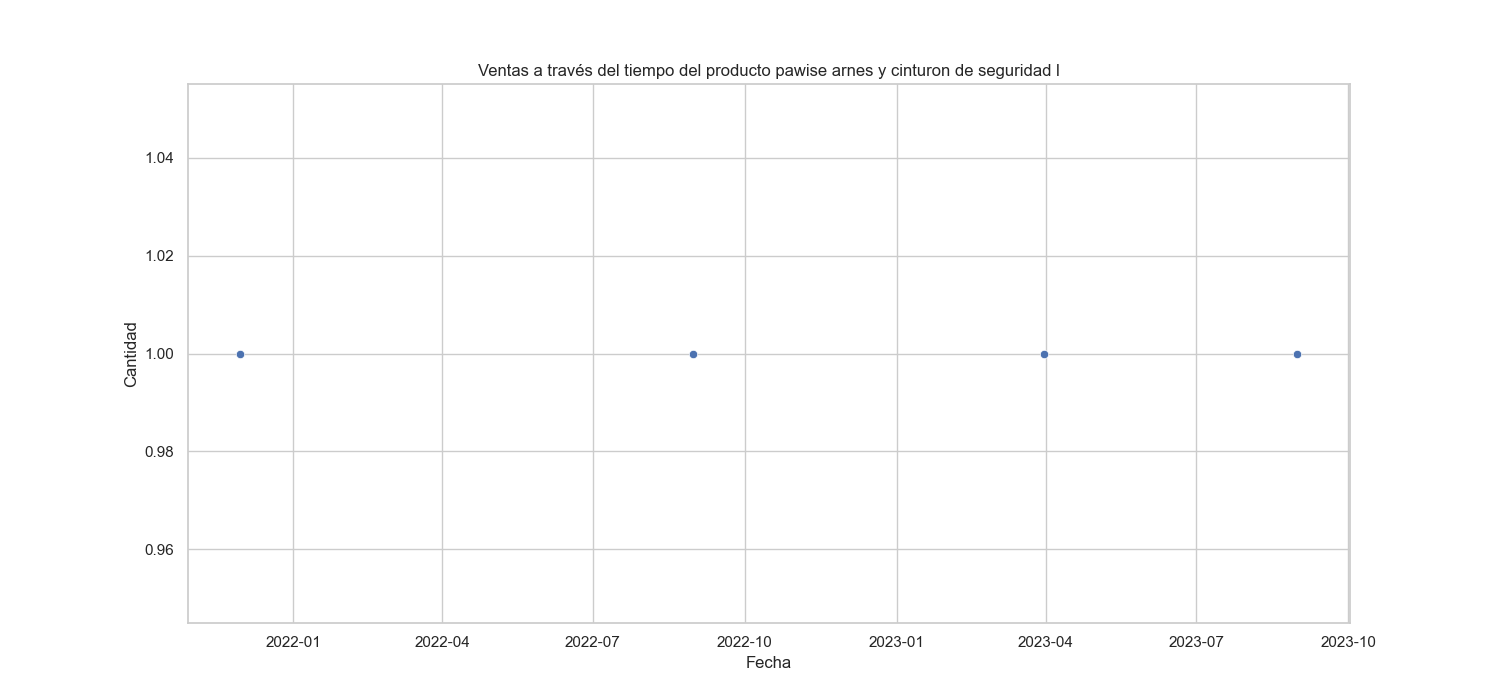 Ventas a través del tiempo del producto pawise arnes y cinturon de seguridad l
1.04
1.02
1.00
0.98
0.96
Cantidad
2022-01 2022-04 2022-07 2022-10 2023-01 2023-04 2023-07 2023-10
Fecha